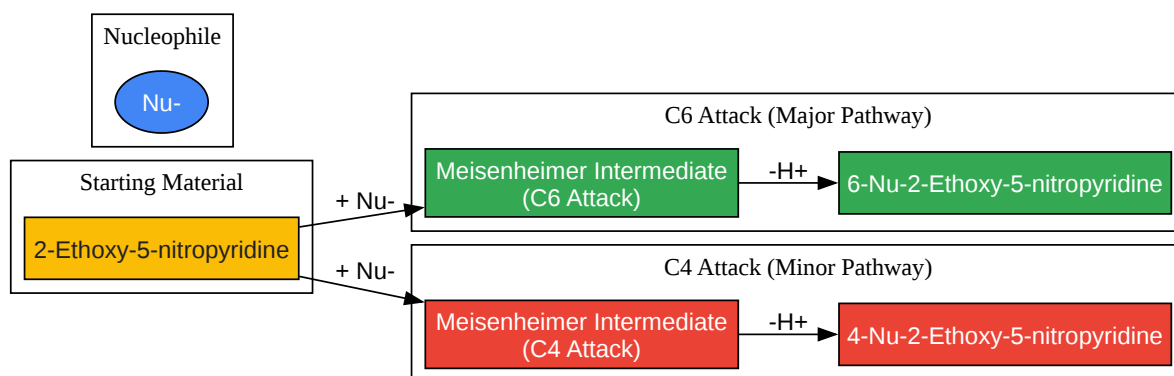 Nucleophile
Nu-
Starting Material
2-Ethoxy-5-nitropyridine
+ Nu-
+ Nu-
C6 Attack (Major Pathway)
Meisenheimer Intermediate
(C6 Attack)
-H+
6-Nu-2-Ethoxy-5-nitropyridine
C4 Attack (Minor Pathway)
Meisenheimer Intermediate
(C4 Attack)
-H+
4-Nu-2-Ethoxy-5-nitropyridine